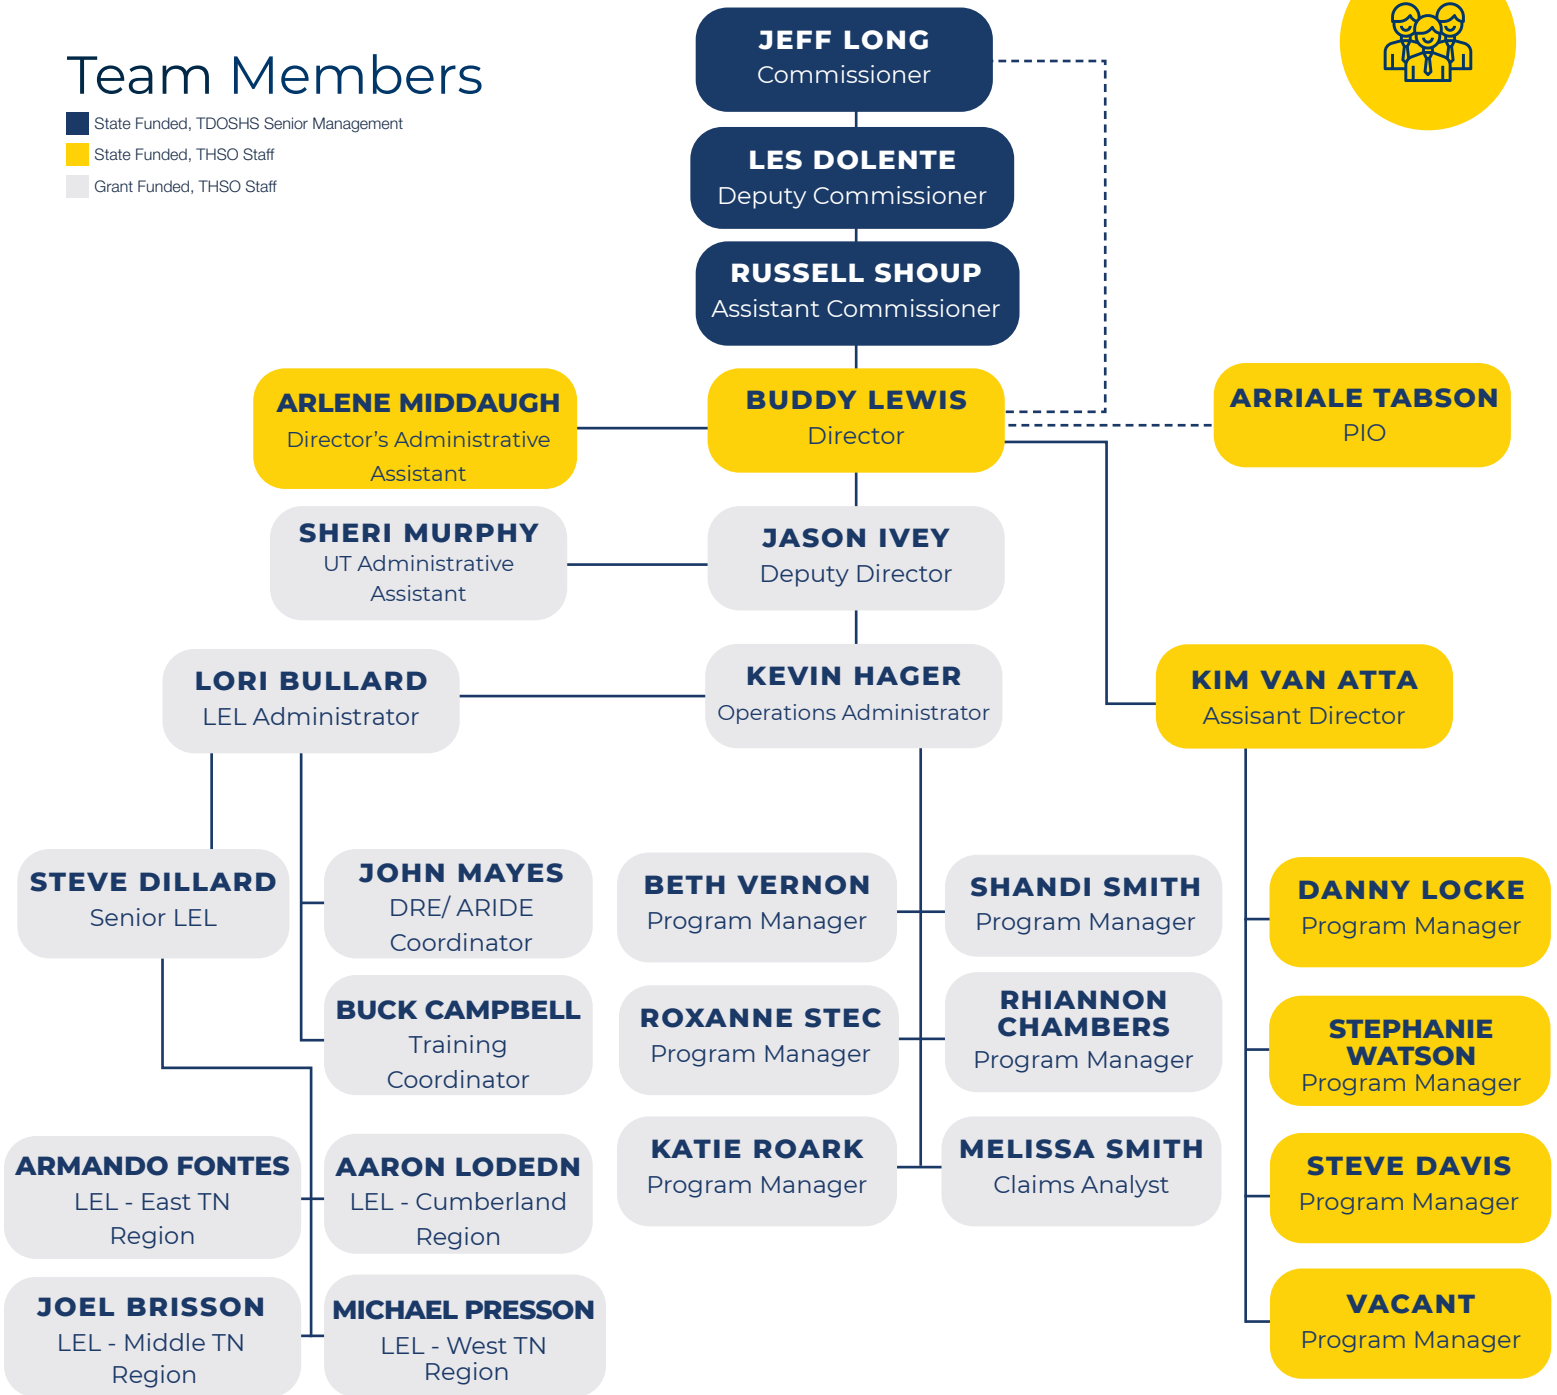 Team Members
State Funded, TDOSHS Senior Management
State Funded, THSO Staff
Grant Funded, THSO Staff
JEFF LONG
Commissioner
LES DOLENTE
Deputy Commissioner
RUSSELL SHOUP
Assistant Commissioner
ARLENE MIDDAUGH
Director's Administrative
Assistant
BUDDY LEWIS
Director
ARRIALE TABSON
PIO
SHERI MURPHY
UT Administrative
Assistant
JASON IVEY
Deputy Director
LORI BULLARD
LEL Administrator
KEVIN HAGER
Operations Administrator
KIM VAN ATTA
Assisant Director
STEVE DILLARD
Senior LEL
JOHN MAYES
DRE/ ARIDE
Coordinator
BUCK CAMPBELL
Training
Coordinator
ARMANDO FONTES
LEL - East TN
Region
AARON LODEDN
LEL - Cumberland
Region
JOEL BRISSON
LEL - Middle TN
Region
MICHAEL PRESSON
LEL - West TN
Region
BETH VERNON
Program Manager
SHANDI SMITH
Program Manager
ROXANNE STEC
Program Manager
RHIANNON
CHAMBERS
Program Manager
KATIE ROARK
Program Manager
MELISSA SMITH
Claims Analyst
DANNY LOCKE
Program Manager
STEPHANIE
WATSON
Program Manager
STEVE DAVIS
Program Manager
VACANT
Program Manager